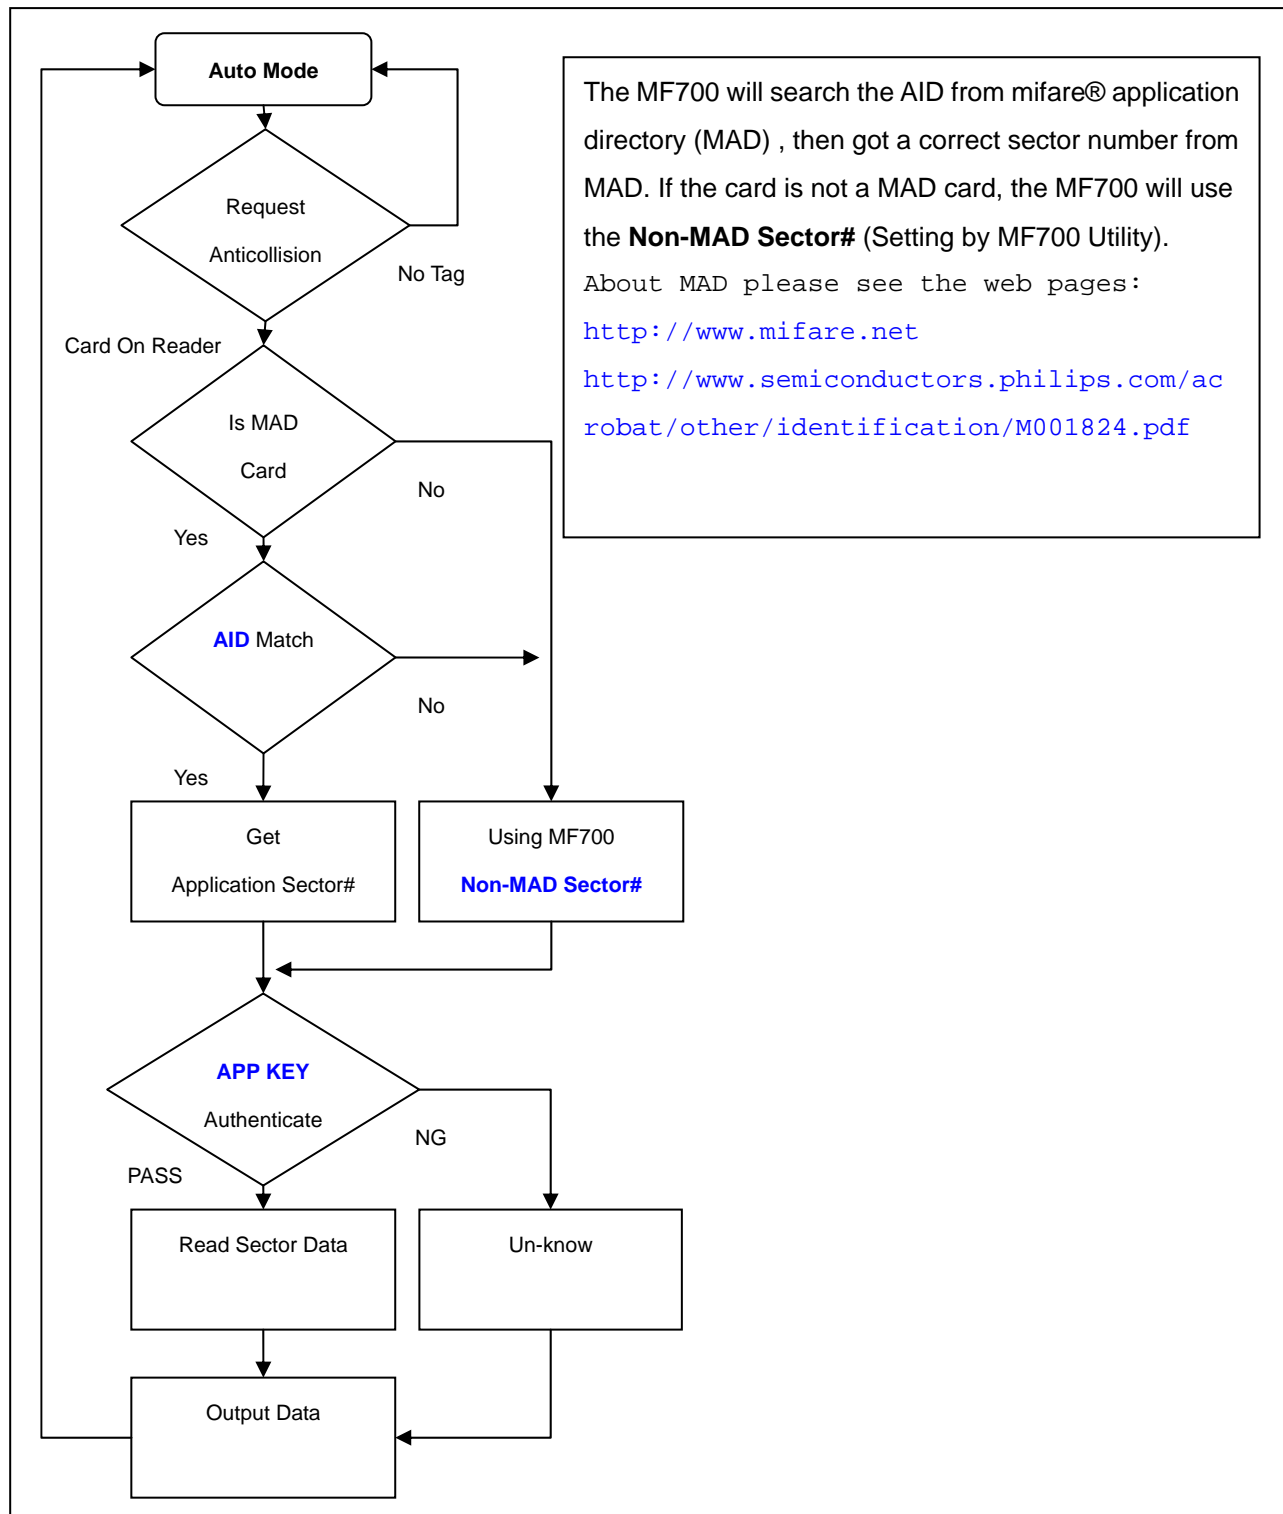 Auto Mode
Request
Anticollision
No Tag
Card On Reader
Is MAD
Card
No
Yes
AID Match
No
Yes
Get
Application Sector#
Using MF700
Non-MAD Sector#
APP KEY
Authenticate
NG
PASS
Read Sector Data
Un-know
Output Data
The MF700 will search the AID from mifare® application
directory (MAD) , then got a correct sector number from
MAD. If the card is not a MAD card, the MF700 will use
the Non-MAD Sector# (Setting by MF700 Utility).
About MAD please see the web pages:
http://www.mifare.net
http://www.semiconductors.philips.com/ac
robat/other/identification/M001824.pdf